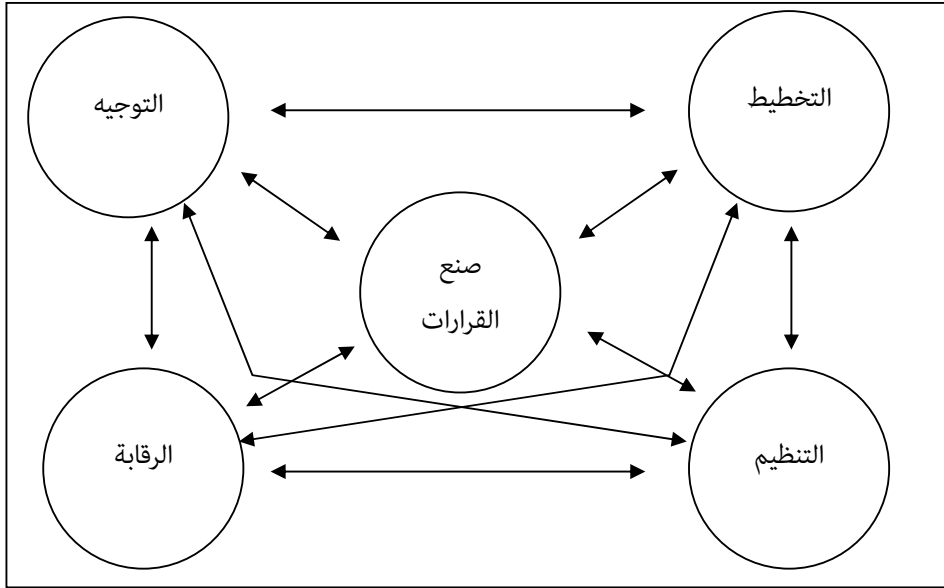 التخطيط
التوجيه
صنع
القرارات
التنظيم
الرقابة